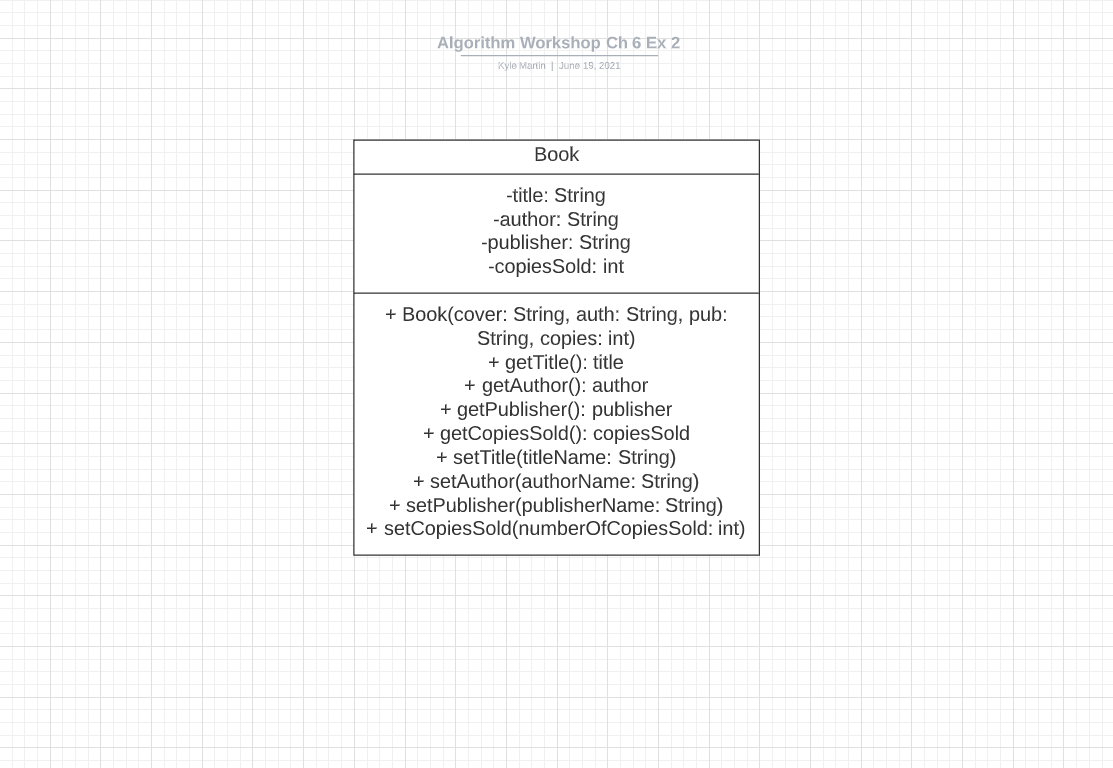 Algorithm Workshop Ch 6 Ex 2
Kyle Martin | June 19, 2021
Book
-title: String
-author: String
-publisher: String
-copiesSold: int
+ Book(cover: String, auth: String, pub:
String, copies: int)
+ getTitle(): title
+ getAuthor(): author
+ getPublisher(): publisher
+ getCopiesSold(): copiesSold
+ setTitle(titleName: String)
+ setAuthor(authorName: String)
+ setPublisher(publisherName: String)
+ setCopiesSold(numberOfCopiesSold: int)